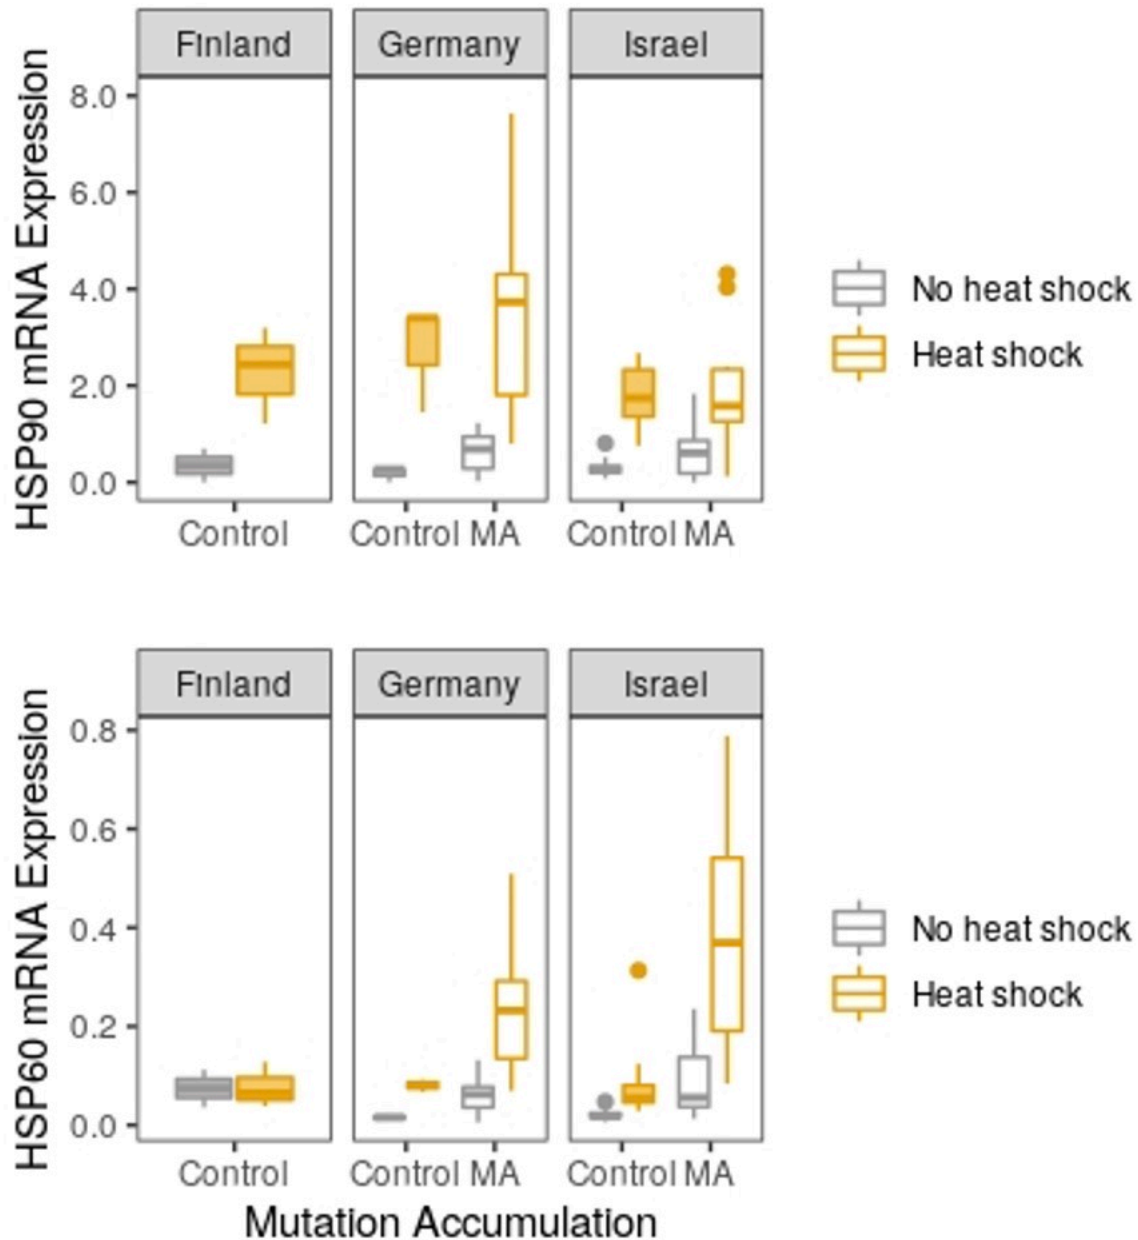 Finland Germany Israel
HSP90 mRNA Expression
8.0
6.0
4.0
2.0
0.0
No heat shock
Heat shock
Control Control MA Control MA
Finland Germany Israel
HSP60 mRNA Expression
0.8
0.6
0.4
0.2
0.0
No heat shock
Heat shock
Control Control MA Control MA
Mutation Accumulation